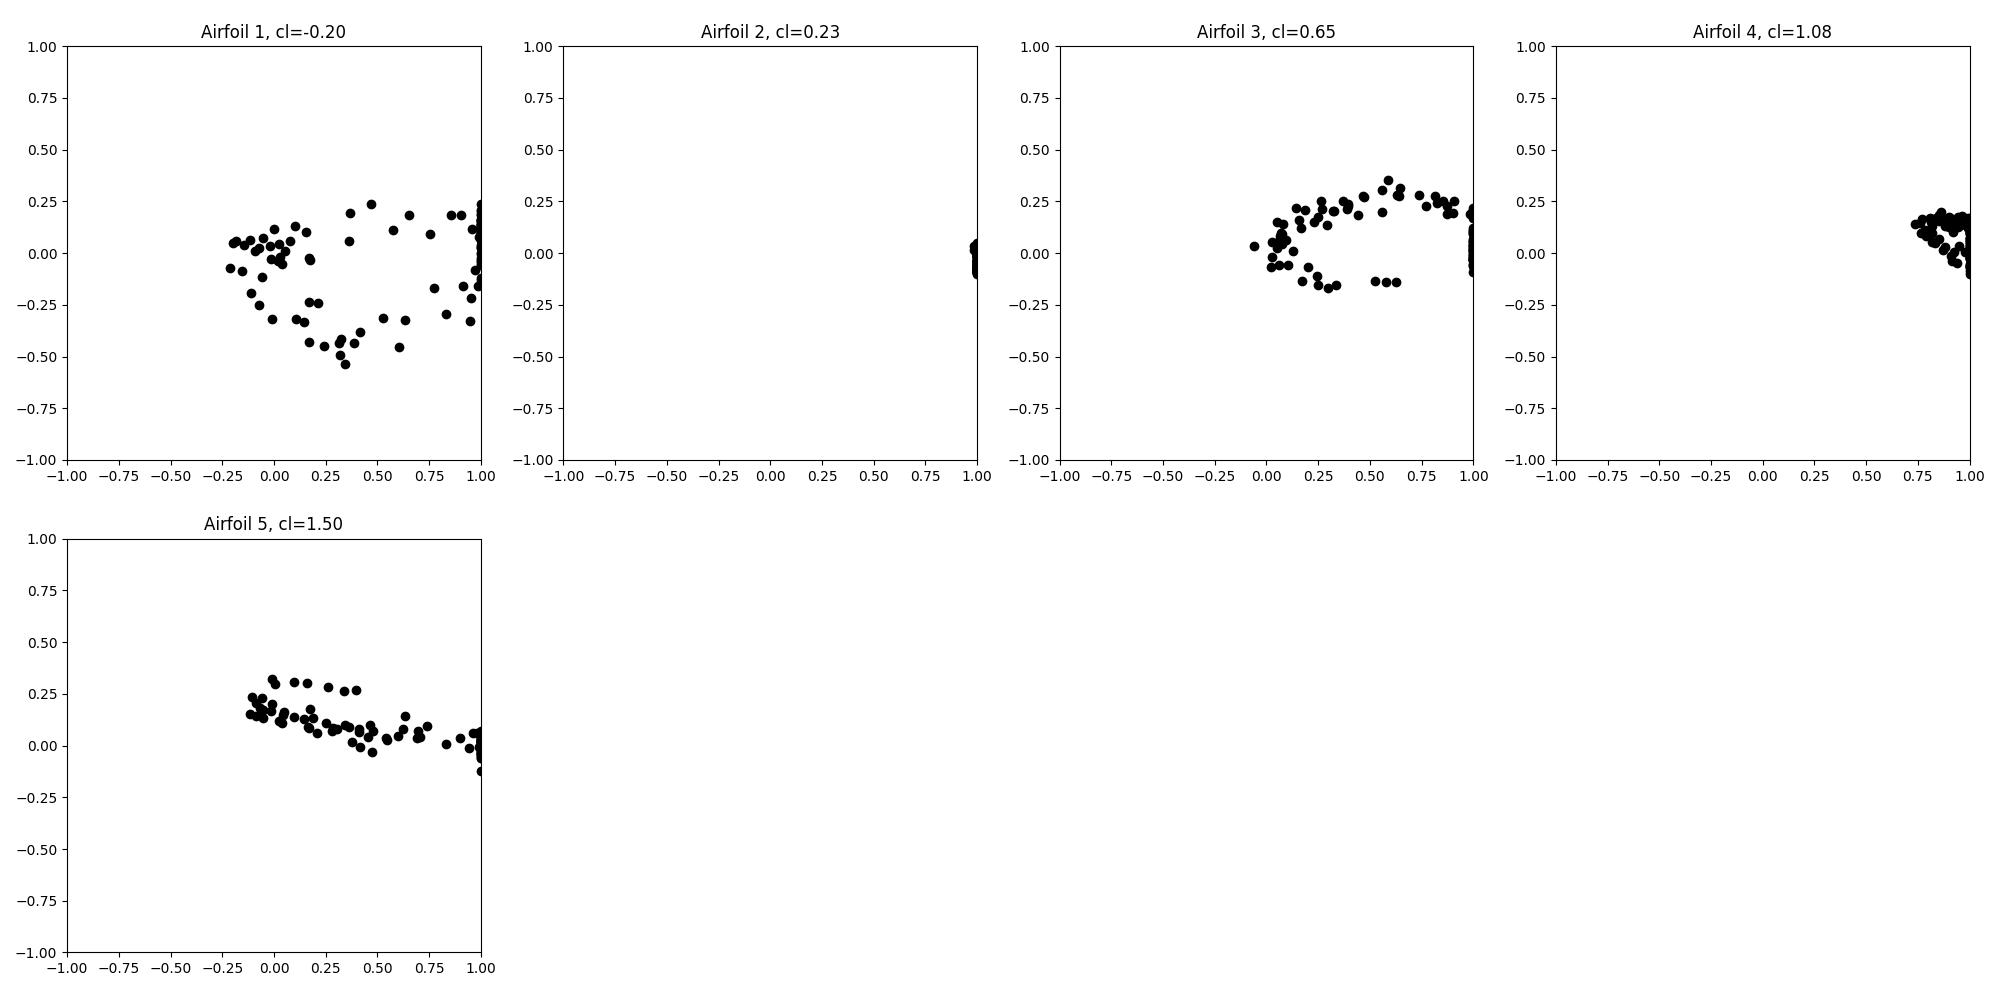 Airfoil 1, cl=-0.20
Airfoil 2, cl=0.23
Airfoil 3, cl=0.65
Airfoil 4, cl=1.08
1.00 1.00 1.00 1.00
0.75 0.75 0.75 0.75
0.50 0.50 0.50 0.50
0.25 0.25 0.25 0.25
0.00 0.00 0.00 0.00
−0.25 −0.25 −0.25 −0.25
−0.50 −0.50 −0.50 −0.50
−0.75 −0.75 −0.75 −0.75
−1.00 −1.00 −1.00 −1.00
−1.00 −0.75 −0.50 −0.25 0.00 0.25 0.50 0.75 1.00
−1.00 −0.75 −0.50 −0.25 0.00 0.25 0.50 0.75 1.00
−1.00 −0.75 −0.50 −0.25 0.00 0.25 0.50 0.75 1.00
−1.00 −0.75 −0.50 −0.25 0.00 0.25 0.50 0.75 1.00
Airfoil 5, cl=1.50
1.00
0.75
0.50
0.25
0.00
−0.25
−0.50
−0.75
−1.00
−1.00 −0.75 −0.50 −0.25 0.00 0.25 0.50 0.75 1.00